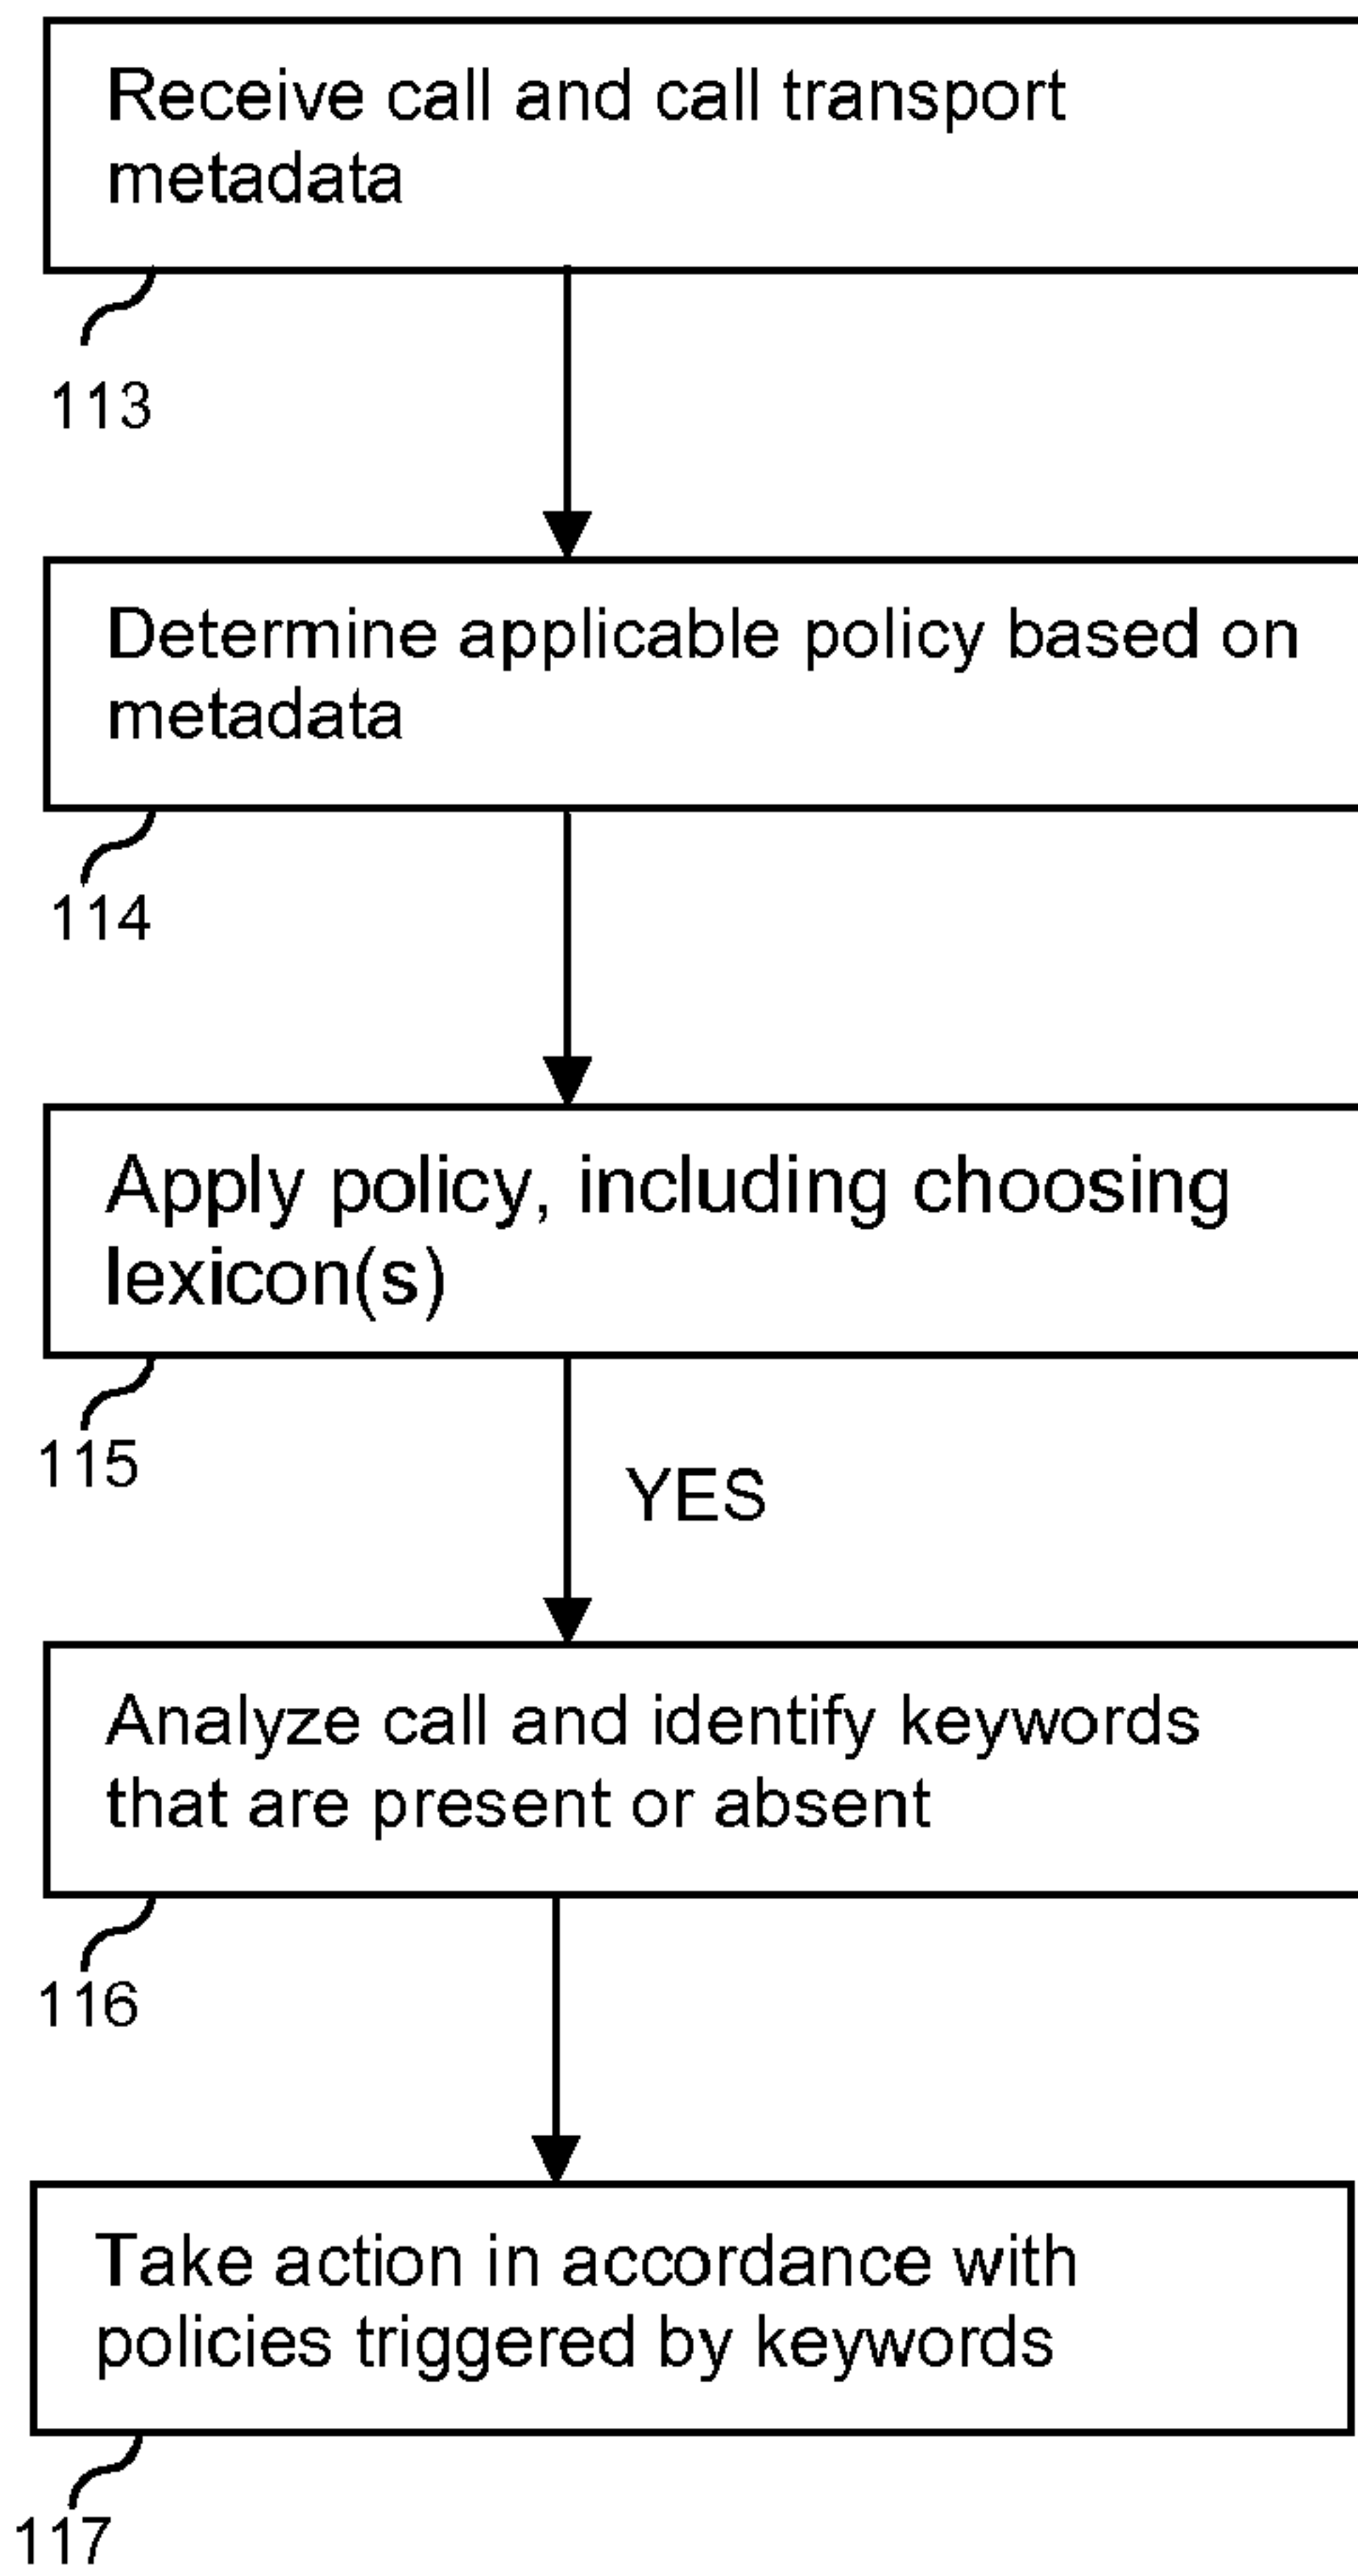 Receive call and call transport
metadata
113
Determine applicable policy based on
metadata
114
Apply policy, including choosing
lexicon(s)
115
YES
Analyze call and identify keywords
that are present or absent
116
Take action in accordance with
policies triggered by keywords
117